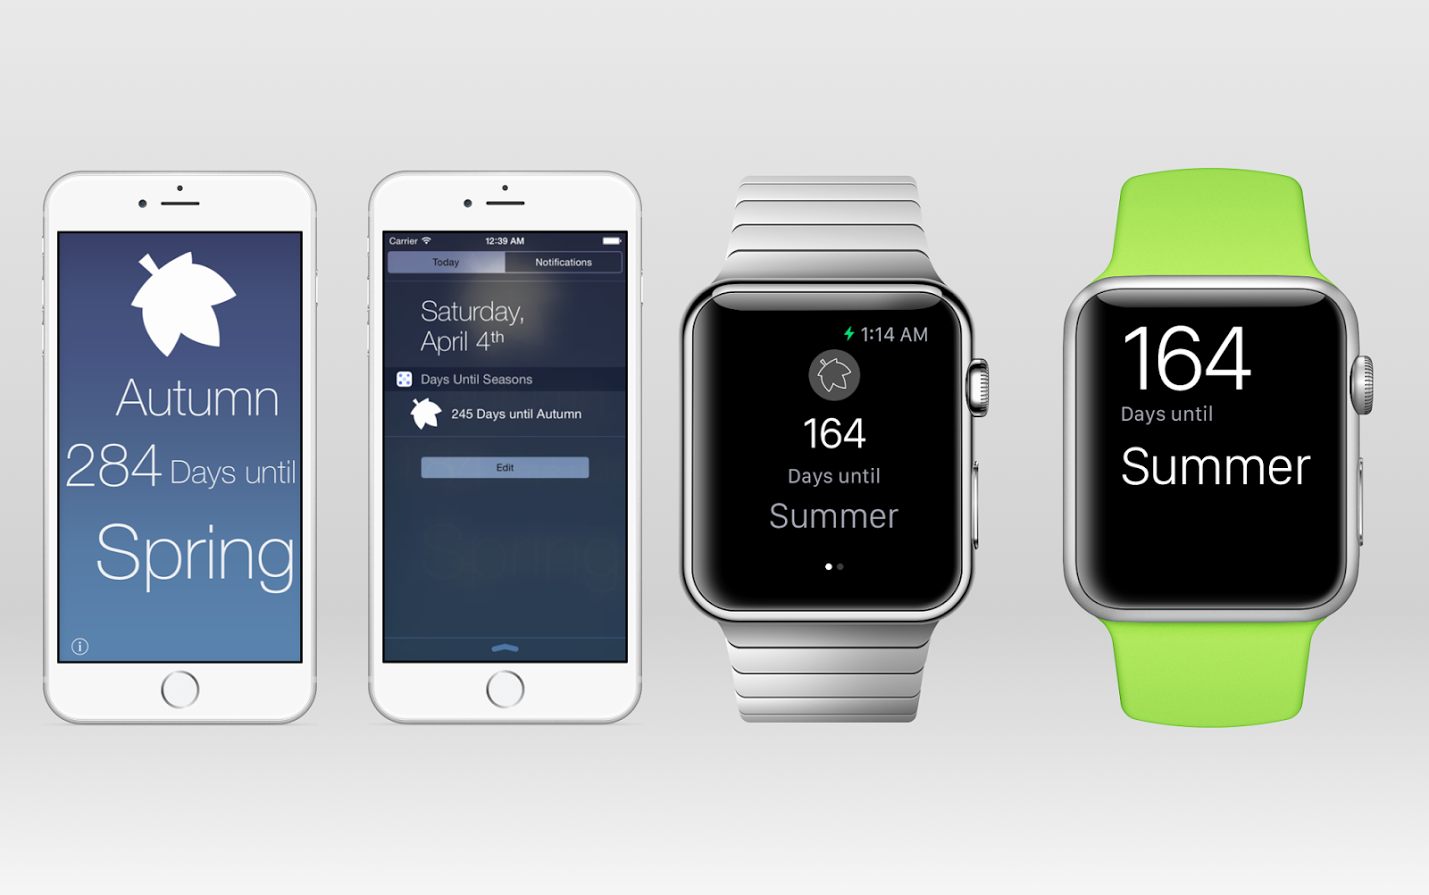 Autumn
284 Days until
Spring
Carrier 12:39 AM
Today Notifications
Saturday,
April 4th
Days Until Seasons
245 Days until Autumn
Edit
Spring
1:14 AM
164
Days until
Summer
164
Days until
Summer